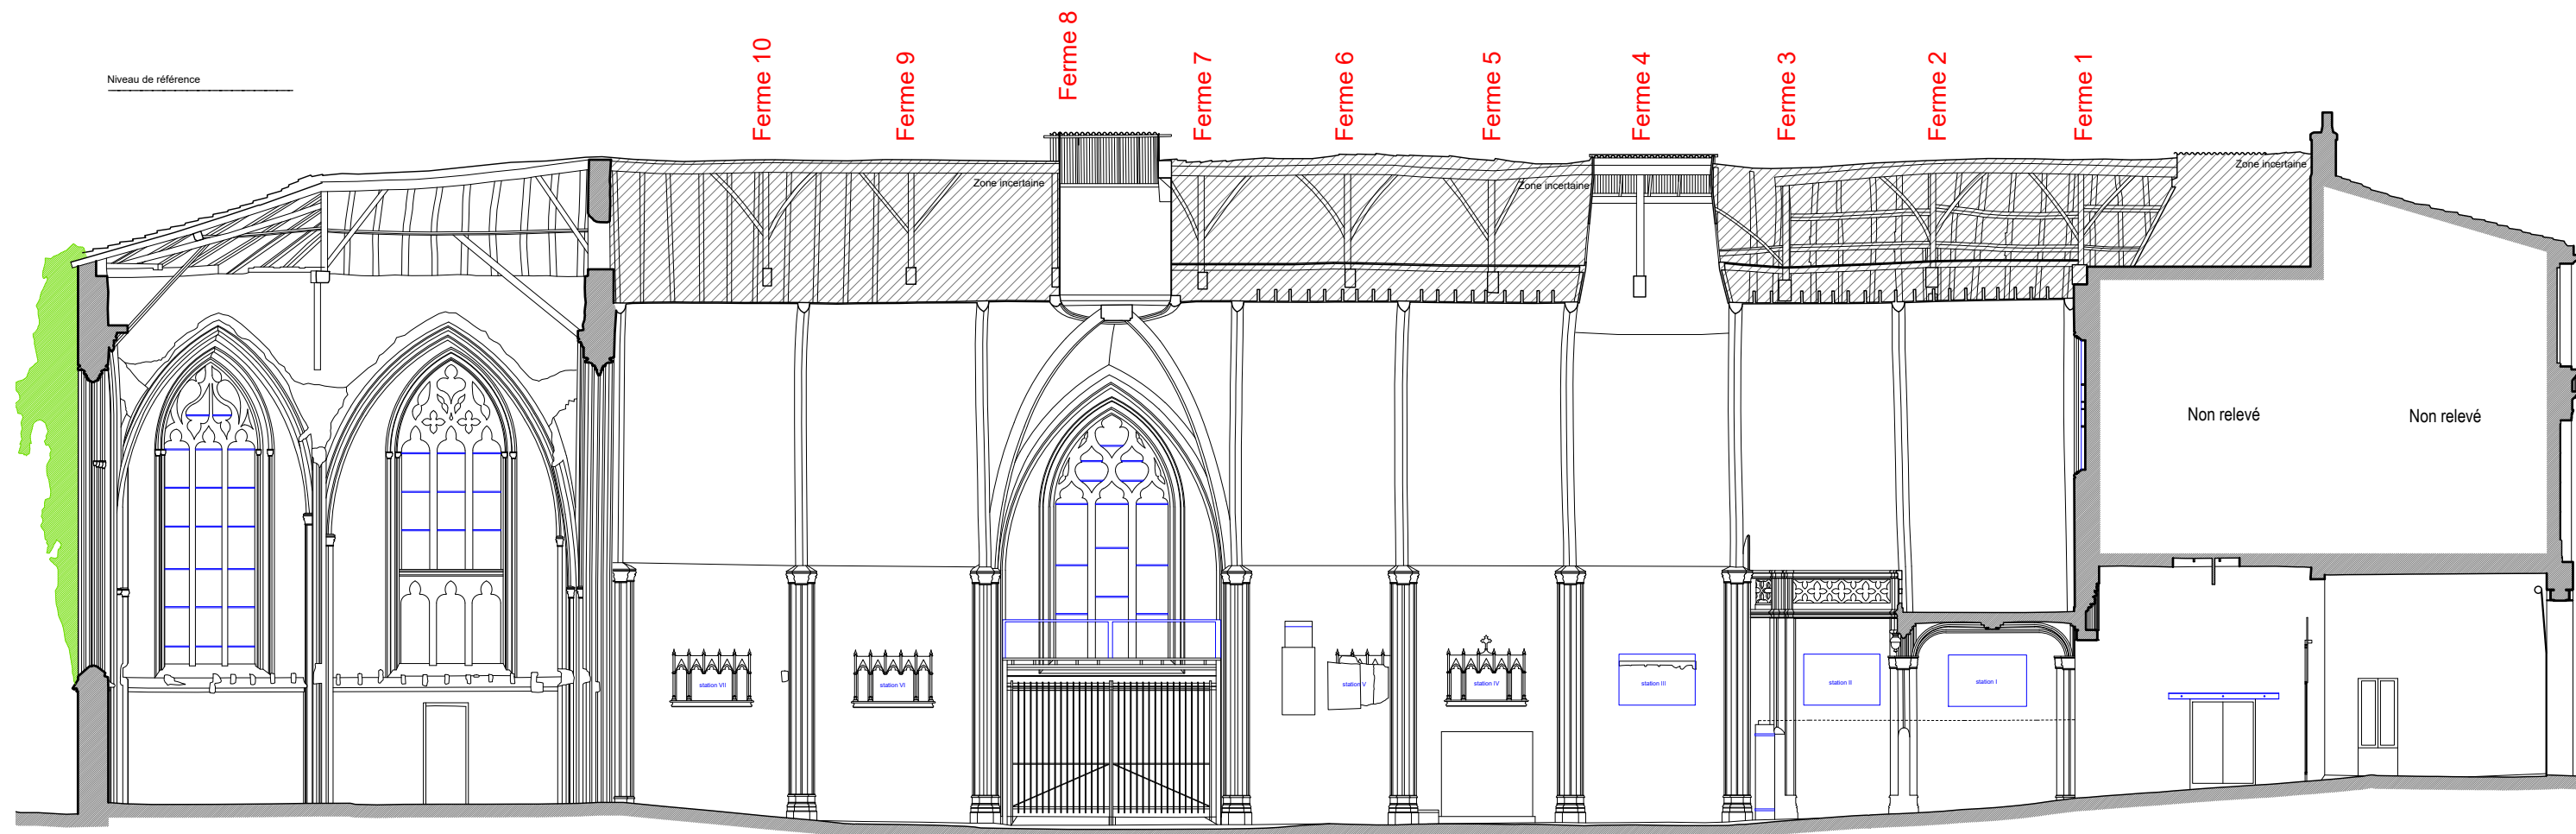 Niveau de référence
Ferme 10
Ferme 9
Ferme 8
Ferme 7
Ferme 6
Ferme 5
Ferme 4
Ferme 3
Ferme 2
Ferme 1
Zone incertaine
Zone incertaine
Zone incertaine
Non relevé
Non relevé
station VII
station VI
station V
station IV
station III
station II
station I